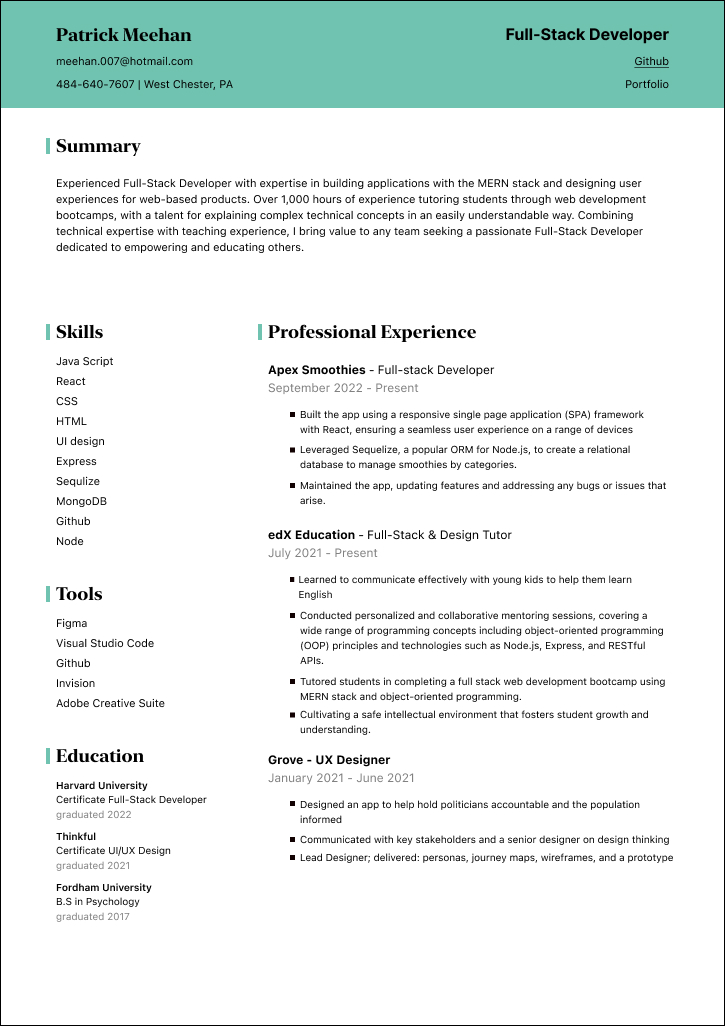 Patrick Meehan
meehan.007@hotmail.com
484-640-7607 | West Chester, PA
Full-Stack Developer
Github
Portfolio
Summary
Experienced Full-Stack Developer with expertise in building applications with the MERN stack and designing user
experiences for web-based products. Over 1,000 hours of experience tutoring students through web development
bootcamps, with a talent for explaining complex technical concepts in an easily understandable way. Combining
technical expertise with teaching experience, I bring value to any team seeking a passionate Full-Stack Developer
dedicated to empowering and educating others.
Skills
Java Script
React
CSS
HTML
UI design
Express
Sequlize
MongoDB
Github
Node
Tools
Figma
Visual Studio Code
Github
Invision
Adobe Creative Suite
Education
Harvard University
Certificate Full-Stack Developer
graduated 2022
Thinkful
Certificate UI/UX Design
graduated 2021
Fordham University
B.S in Psychology
graduated 2017
Professional Experience
Apex Smoothies - Full-stack Developer
September 2022 - Present
Built the app using a responsive single page application (SPA) framework
with React, ensuring a seamless user experience on a range of devices
Leveraged Sequelize, a popular ORM for Node.js, to create a relational
database to manage smoothies by categories.
Maintained the app, updating features and addressing any bugs or issues that
arise.
edX Education - Full-Stack & Design Tutor
July 2021 - Present
Learned to communicate effectively with young kids to help them learn
English
Conducted personalized and collaborative mentoring sessions, covering a
wide range of programming concepts including object-oriented programming
(OOP) principles and technologies such as Node.js, Express, and RESTful
APIs.
Tutored students in completing a full stack web development bootcamp using
MERN stack and object-oriented programming.
Cultivating a safe intellectual environment that fosters student growth and
understanding.
Grove - UX Designer
January 2021 - June 2021
Designed an app to help hold politicians accountable and the population
informed
Communicated with key stakeholders and a senior designer on design thinking
Lead Designer; delivered: personas, journey maps, wireframes, and a prototype